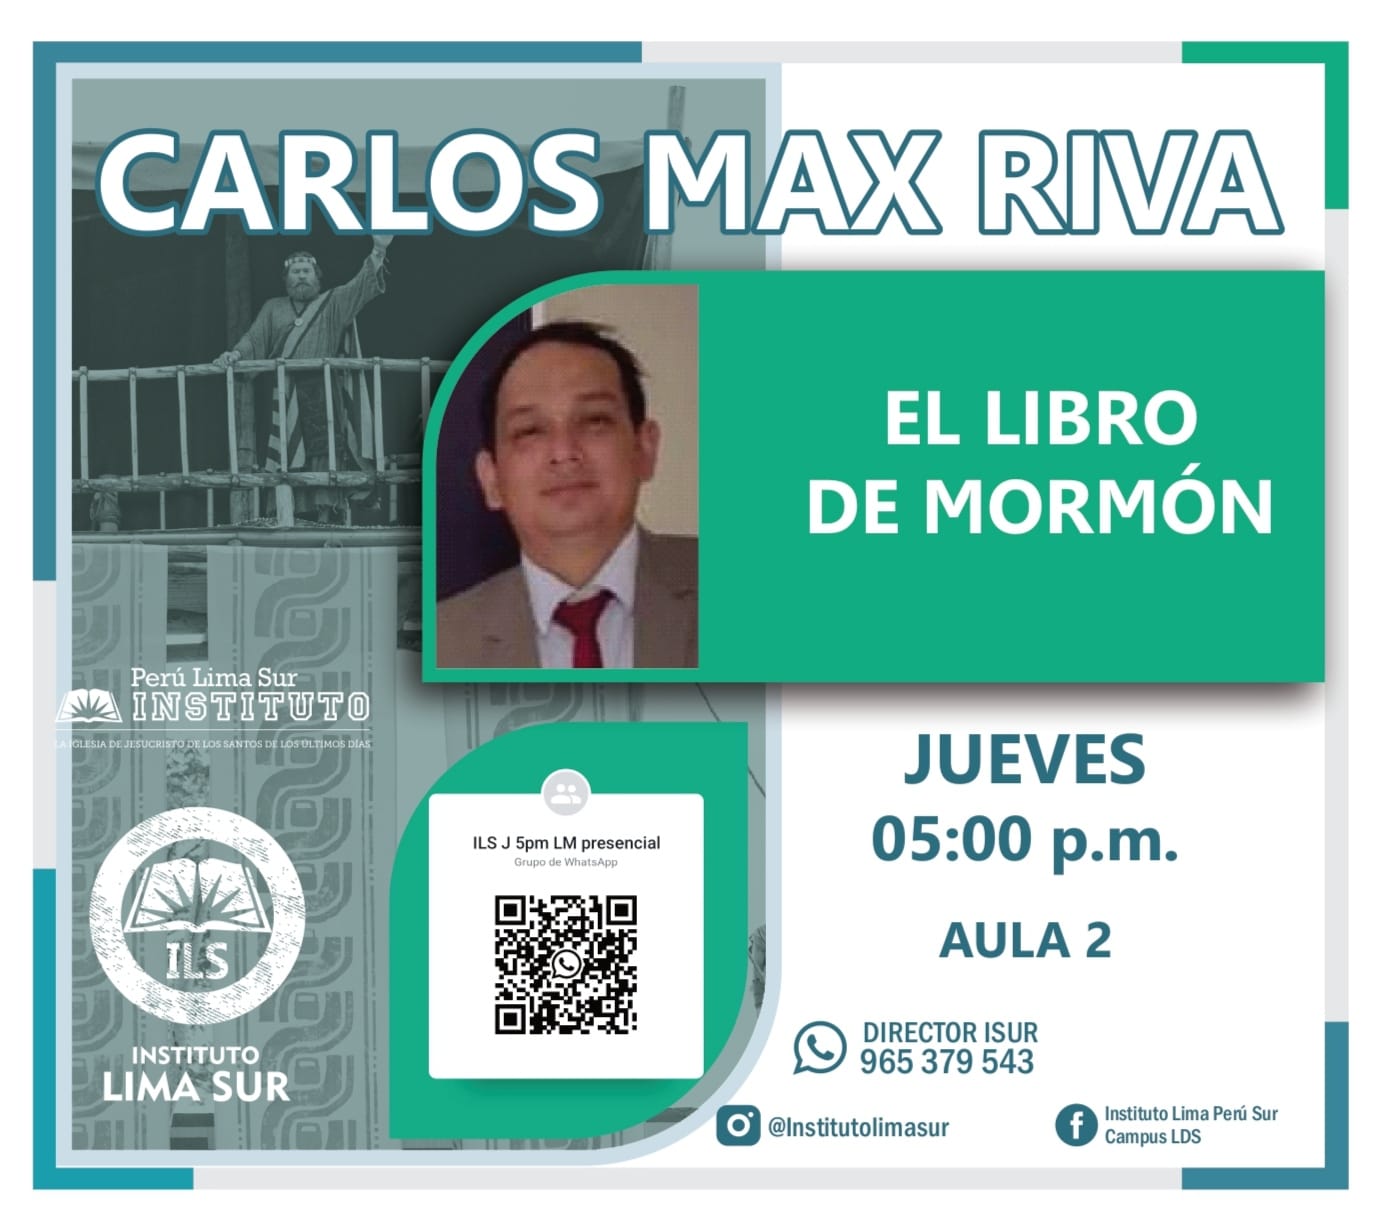 CARLOS MAX RIVA
EL LIBRO
DE MORMÓN
Perú Lima Sur
INSTITUTO
LA IGLESIA DE JESUCRISTO DE LOS SANTOS DE LOS ÚLTIMOS DÍAS
ILS
INSTITUTO
LIMA SUR
ILS J 5pm LM presencial
Grupo de WhatsApp
JUEVES
05:00 p.m.
AULA 2
DIRECTOR ISUR
965 379 543
@Institutolimasur
Instituto Lima Perú Sur
Campus LDS